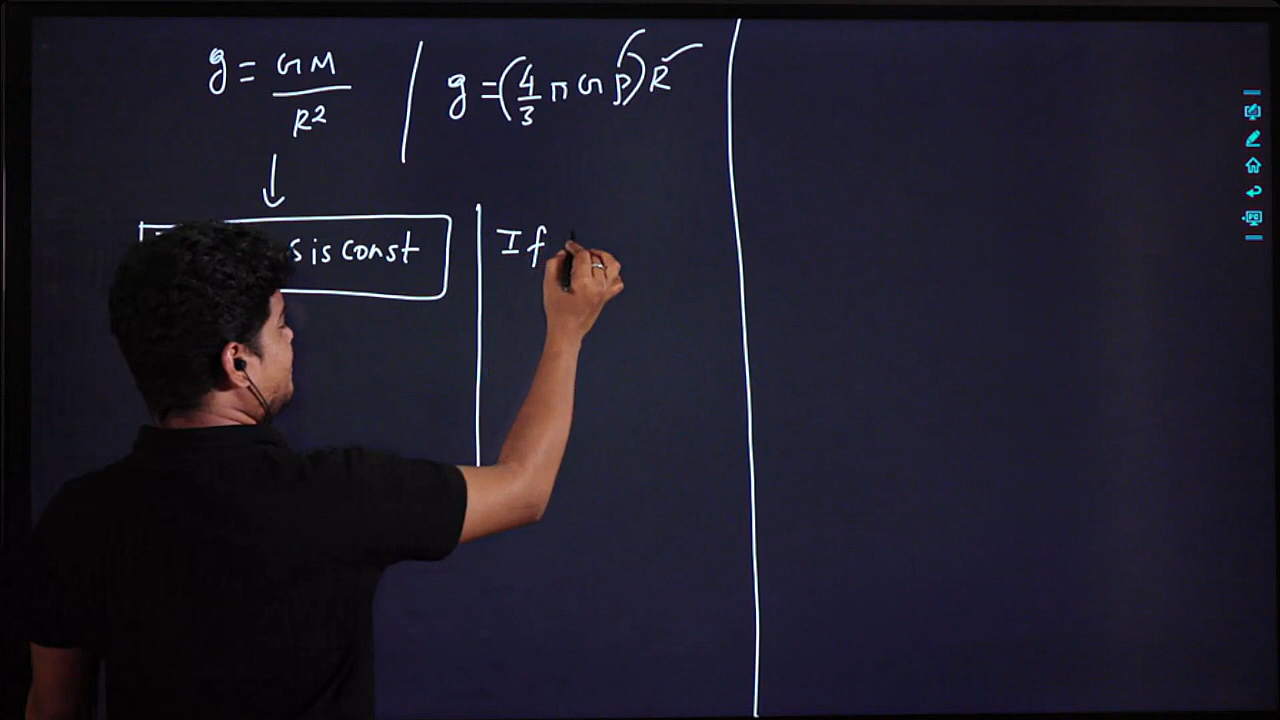 g = GM / R²
g = (4/3 π G ρ) R
s is const
If